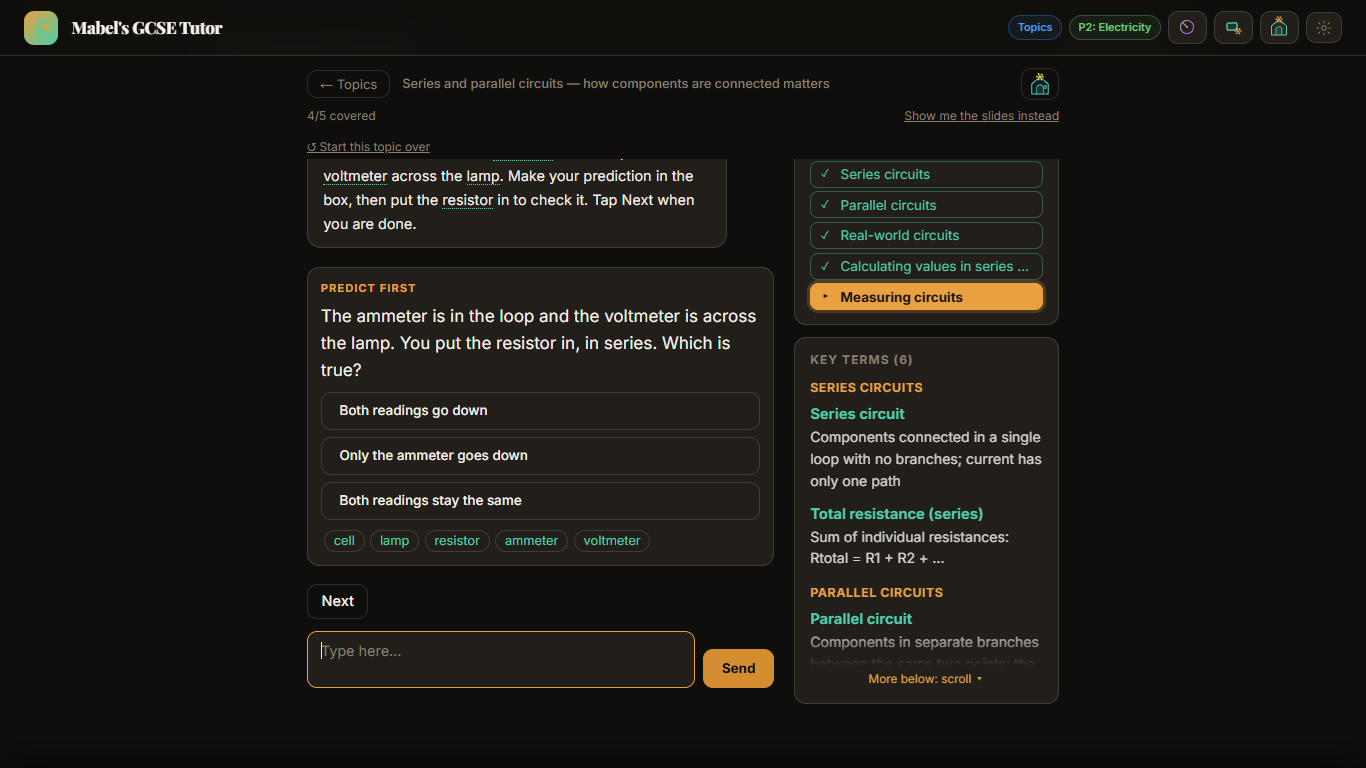 Mabel's GCSE Tutor
Topics
P2: Electricity
← Topics
Series and parallel circuits — how components are connected matters
4/5 covered
Show me the slides instead
↺ Start this topic over
voltmeter across the lamp. Make your prediction in the
box, then put the resistor in to check it. Tap Next when
you are done.
PREDICT FIRST
The ammeter is in the loop and the voltmeter is across
the lamp. You put the resistor in, in series. Which is
true?
Both readings go down
Only the ammeter goes down
Both readings stay the same
cell
lamp
resistor
ammeter
voltmeter
Next
Type here...
Send
✓ Series circuits
✓ Parallel circuits
✓ Real-world circuits
✓ Calculating values in series ...
‣ Measuring circuits
KEY TERMS (6)
SERIES CIRCUITS
Series circuit
Components connected in a single
loop with no branches; current has
only one path
Total resistance (series)
Sum of individual resistances:
Rtotal = R1 + R2 + ...
PARALLEL CIRCUITS
Parallel circuit
Components in separate branches
between the same two points; the
More below: scroll ▾